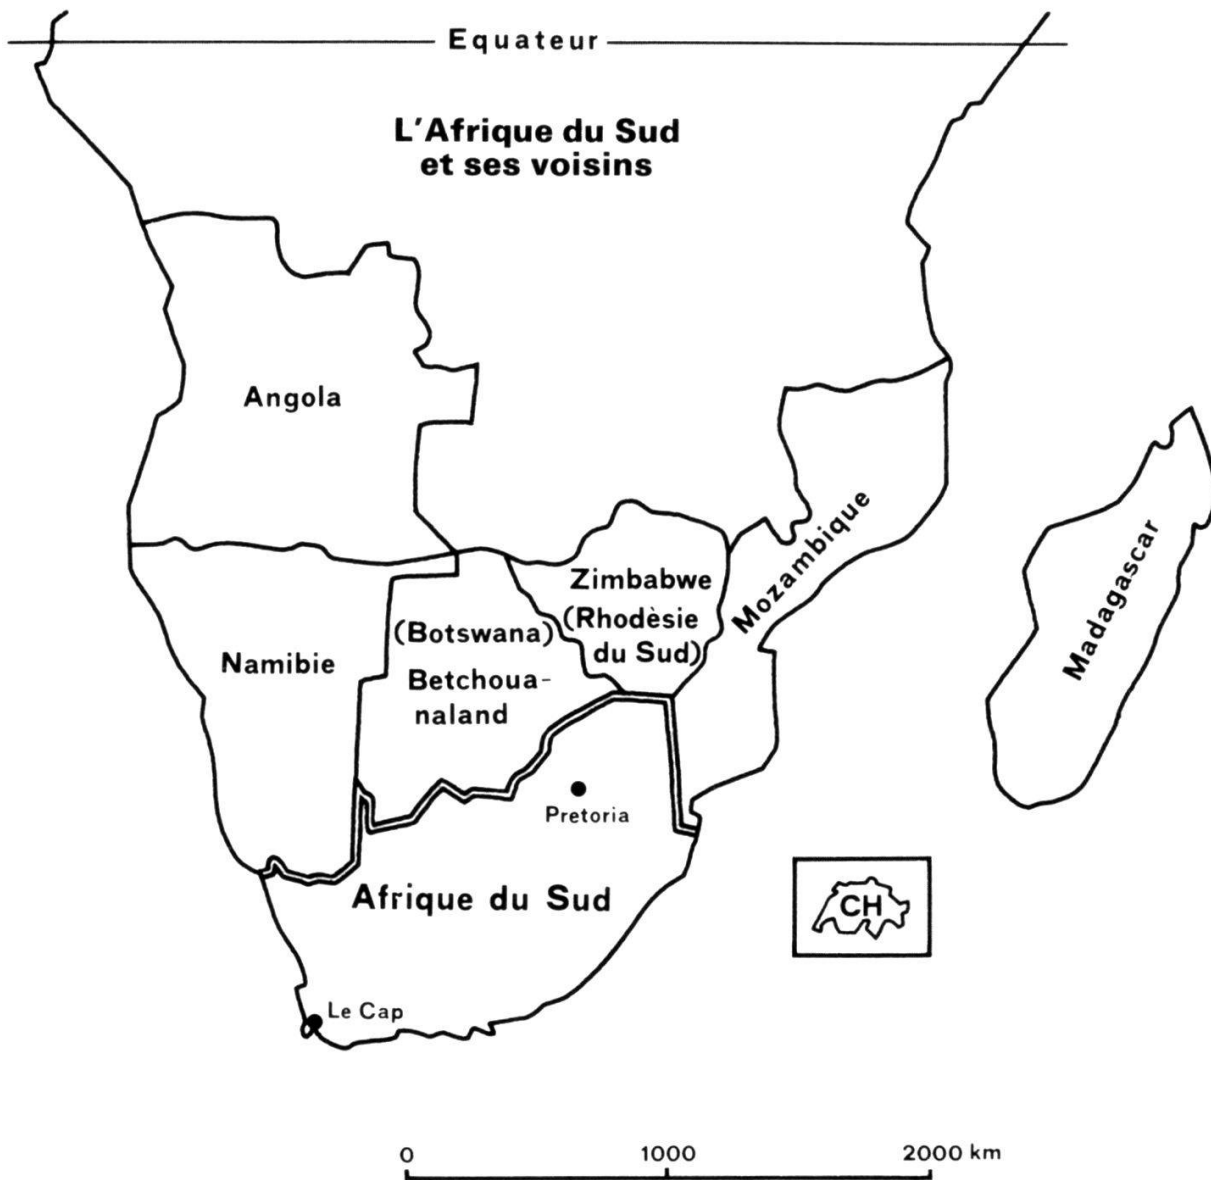 Equateur
L'Afrique du Sud
et ses voisins
Angola
Mozambique
Madagascar
Zimbabwe
(Rhodèsie
du Sud)
(Botswana)
Betchoua-
naland
Namibie
Pretoria
Afrique du Sud
CH
Le Cap
0 1000 2000 km